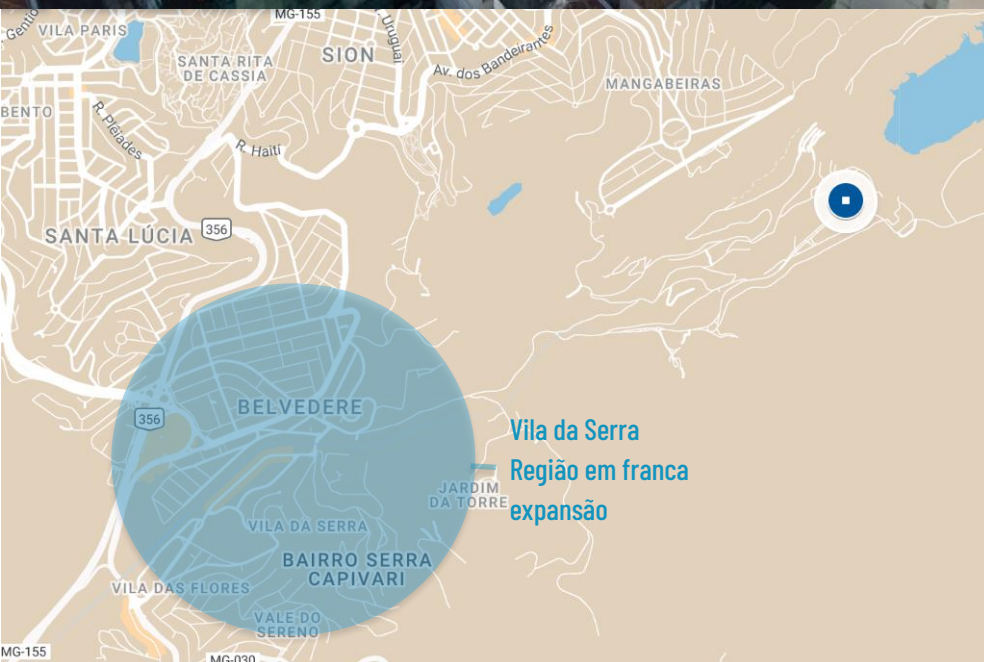 MG-155
Gentio
VILA PARIS
R. Uruguai
SION
Av. dos Bandeirantes
SANTA RITA
DE CASSIA
MANGABEIRAS
BENTO
R. Plêiades
R. Haití
SANTA LÚCIA
356
BELVEDERE
356
Vila da Serra
Região em franca
expansão
JARDIM
DA TORRE
VILA DA SERRA
BAIRRO SERRA
CAPIVARI
VILA DAS FLORES
VALE DO
SERENO
MG-155
MG-030